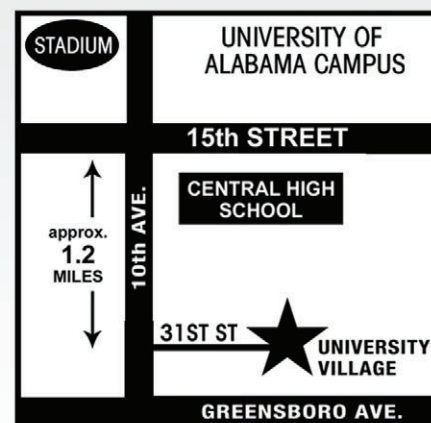 STADIUM
UNIVERSITY OF
ALABAMA CAMPUS
15th STREET
CENTRAL HIGH
SCHOOL
approx.
1.2
MILES
10th AVE.
31ST ST
UNIVERSITY
VILLAGE
GREENSBORO AVE.